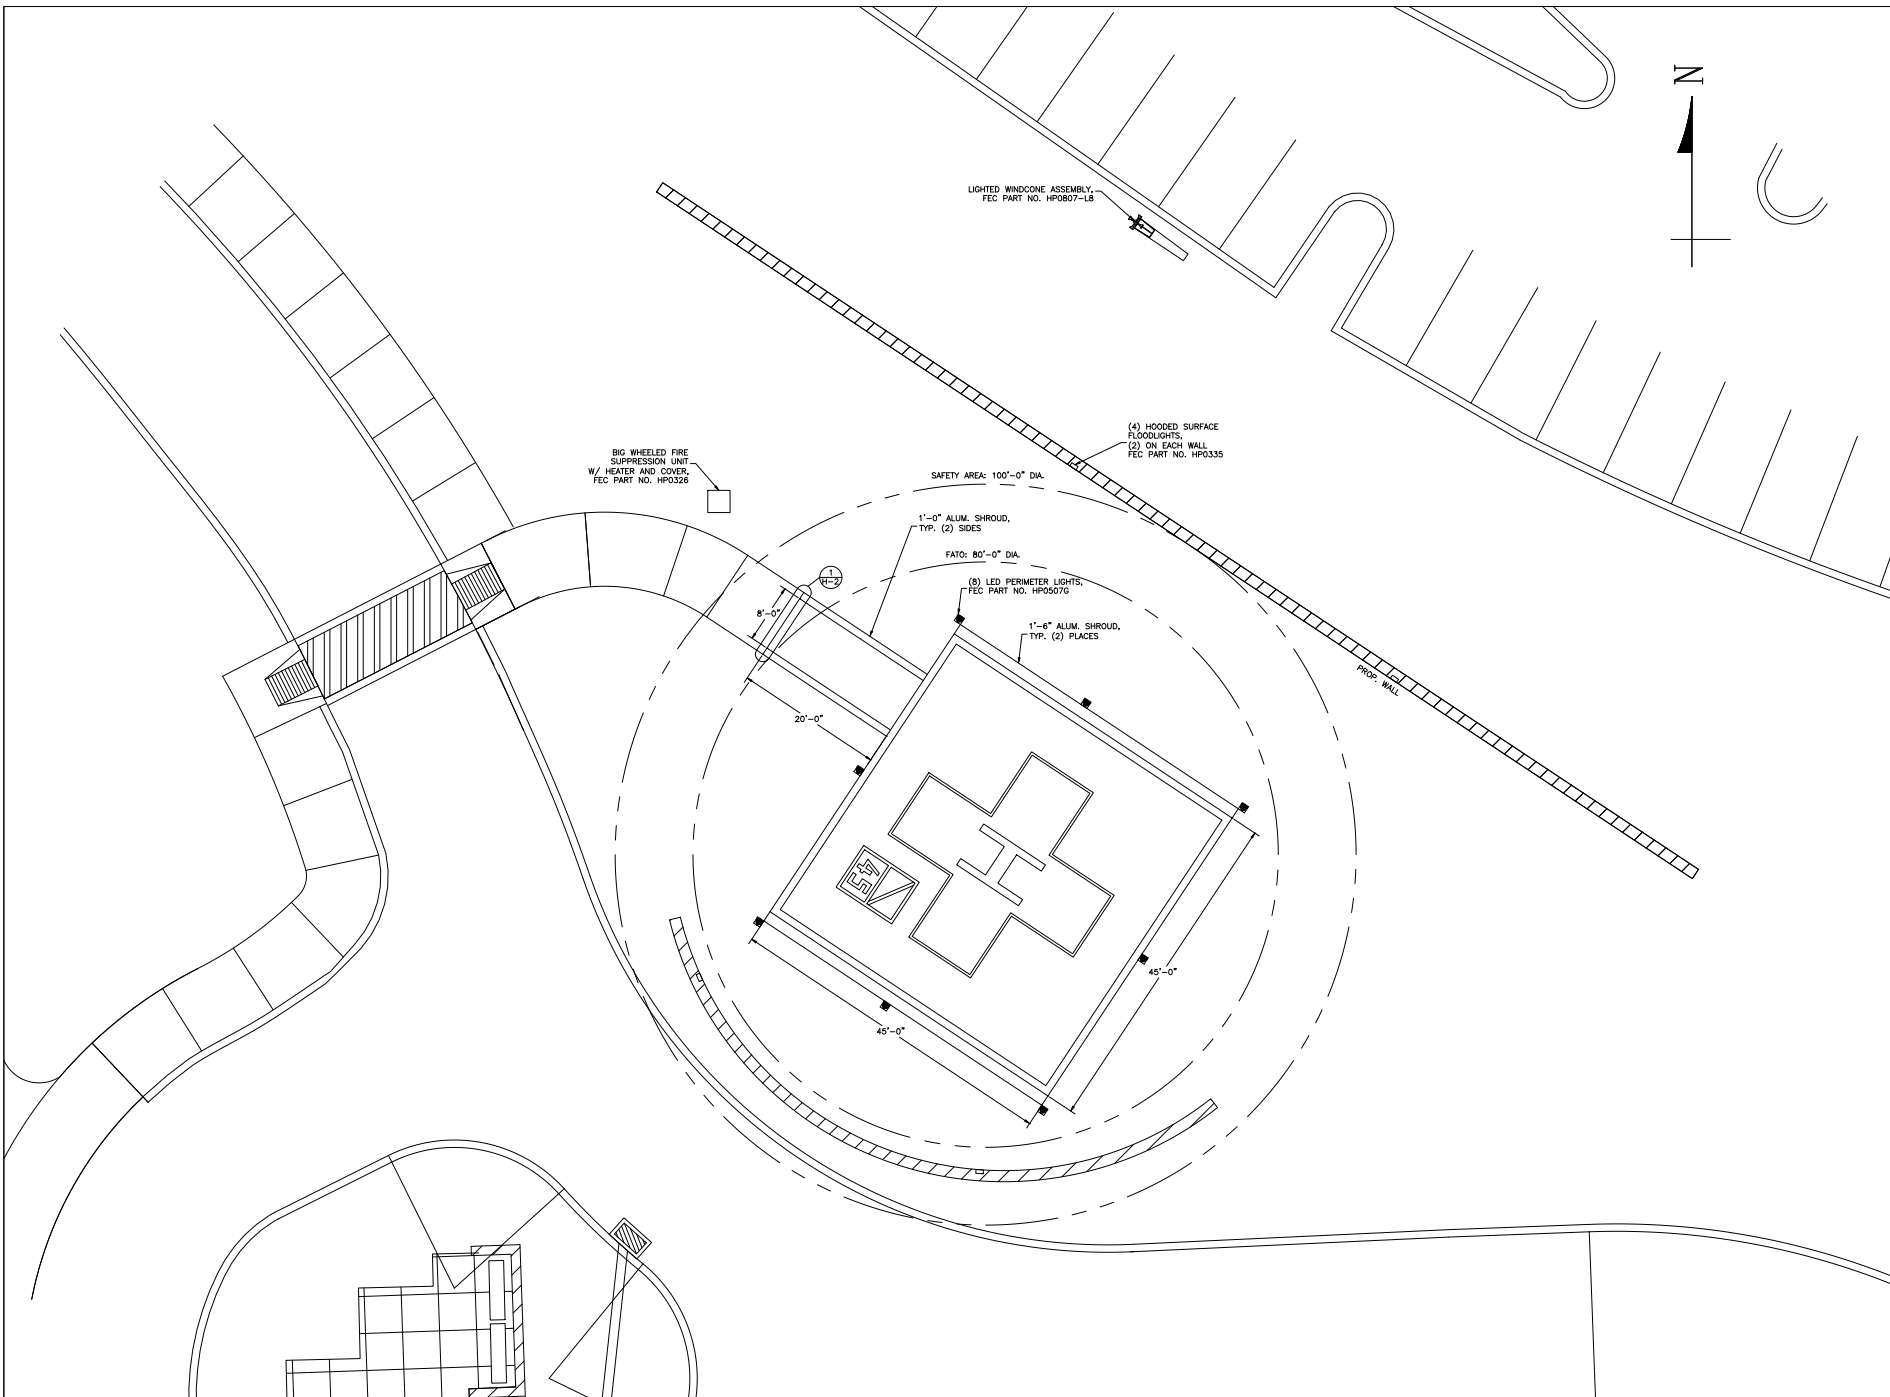 N
LIGHTED WINDCONE ASSEMBLY,
FEC PART NO. HP0807-L8
(4) HOODED SURFACE
FLOODLIGHTS,
(2) ON EACH WALL
FEC PART NO. HP0335
BIG WHEELED FIRE
SUPPRESSION UNIT
W/ HEATER AND COVER,
FEC PART NO. HP0326
SAFETY AREA: 100'-0" DIA.
1'-0" ALUM. SHROUD,
TYP. (2) SIDES
FATO: 80'-0" DIA.
1
H-2
(8) LED PERIMETER LIGHTS,
FEC PART NO. HP0507G
8'-0"
1'-6" ALUM. SHROUD,
TYP. (2) PLACES
PROP. WALL
20'-0"
H
45
45'-0"
45'-0"